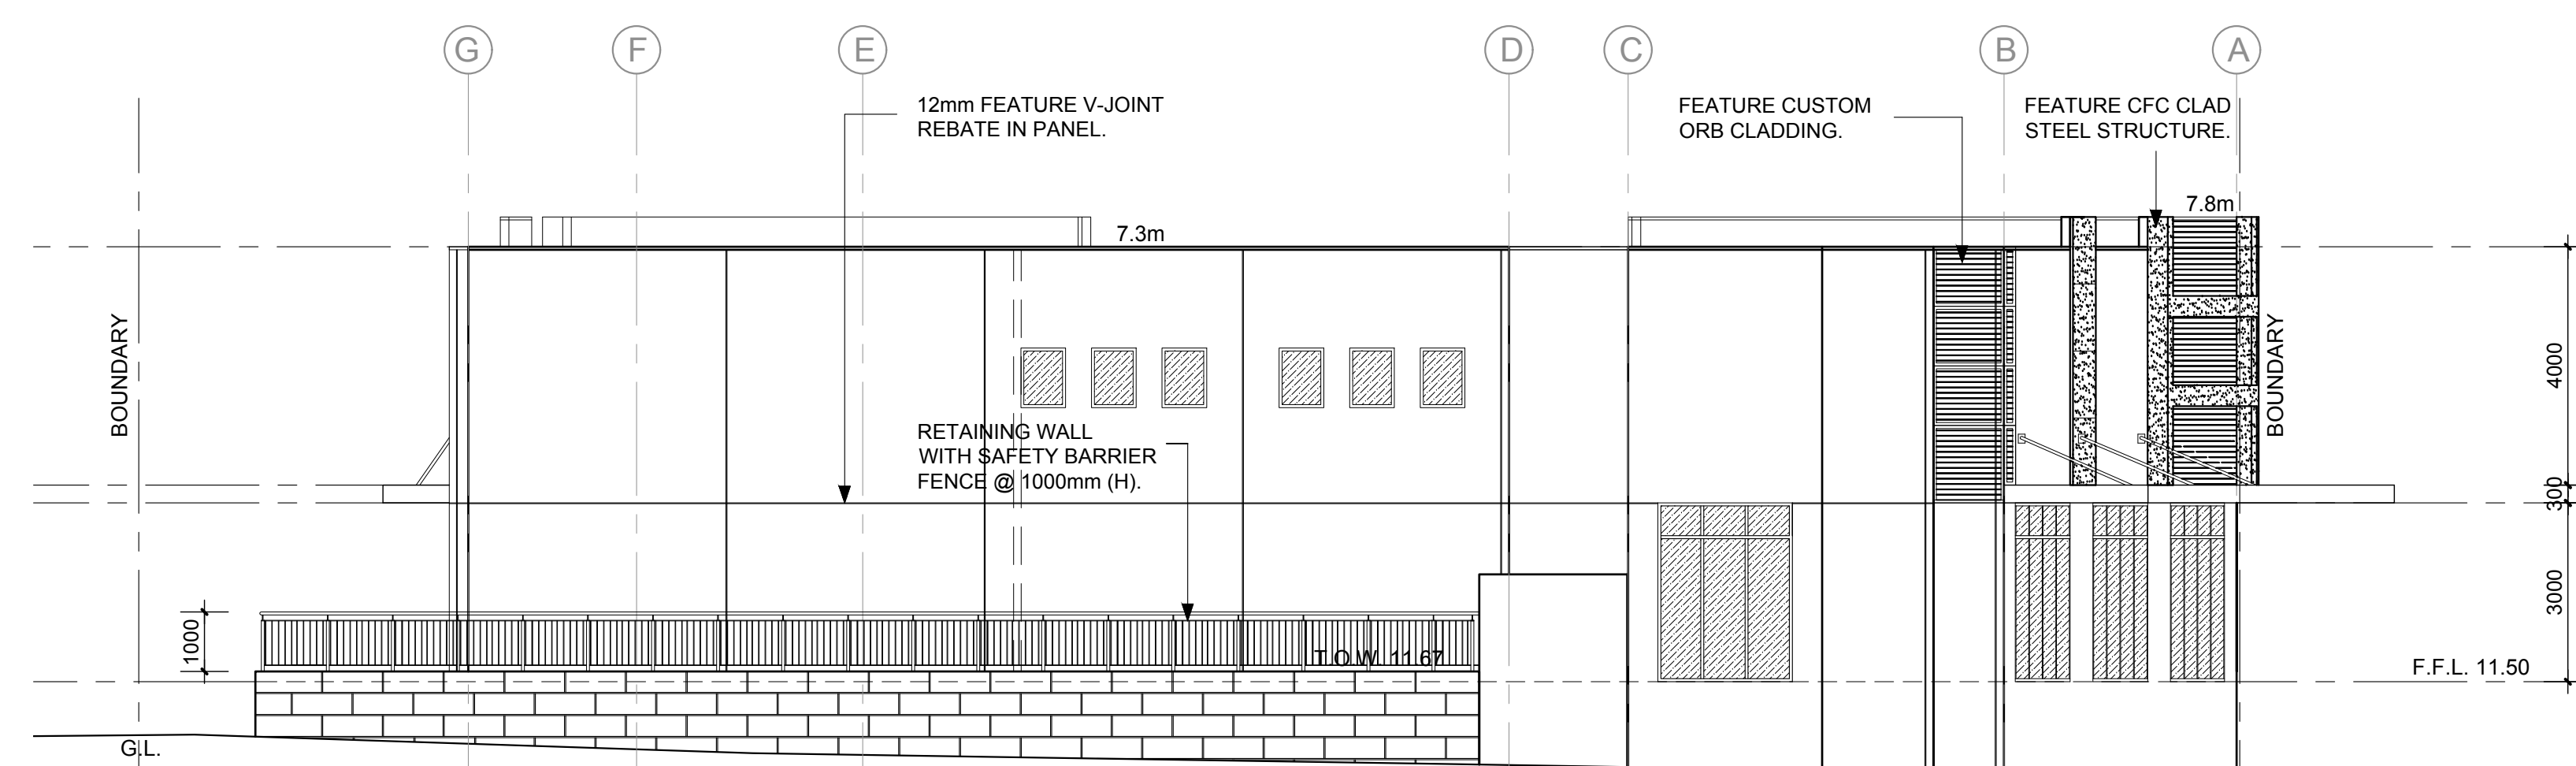 G
F
E
D
C
B
A
12mm FEATURE V-JOINT
REBATE IN PANEL.
FEATURE CUSTOM
ORB CLADDING.
FEATURE CFC CLAD
STEEL STRUCTURE.
7.3m
7.8m
BOUNDARY
BOUNDARY
4000
RETAINING WALL
WITH SAFETY BARRIER
FENCE @ 1000mm (H).
300
3000
1000
T.O.W. 11.67
F.F.L. 11.50
G.L.